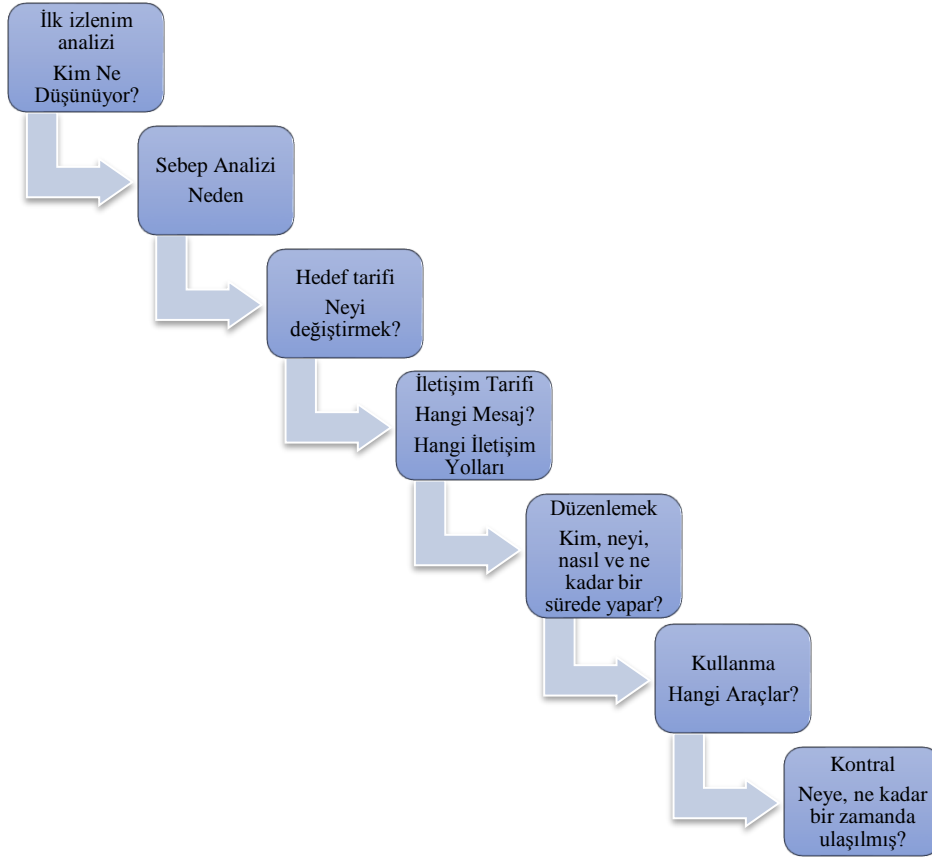 İlk izlenim
analizi
Kim Ne
Düşünüyor?
Sebep Analizi
Neden
Hedef tarifi
Neyi
değiştirmek?
İletişim Tarifi
Hangi Mesaj?
Hangi İletişim
Yolları
Düzenlemek
Kim, neyi,
nasıl ve ne
kadar bir
sürede yapar?
Kullanma
Hangi Araçlar?
Kontral
Neye, ne kadar
bir zamanda
ulaşılmış?